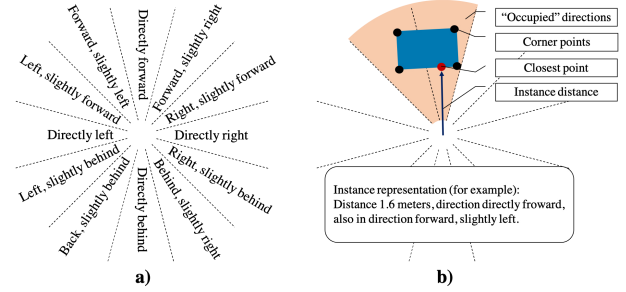 Directly forward
Forward, slightly right
Right, slightly forward
Directly right
Right, slightly behind
Behind, slightly right
Directly behind
Back, slightly behind
Left, slightly behind
Directly left
Left, slightly forward
Forward, slightly left
a)
“Occupied” directions
Corner points
Closest point
Instance distance
Instance representation (for example):
Distance 1.6 meters, direction directly froward,
also in direction forward, slightly left.
b)